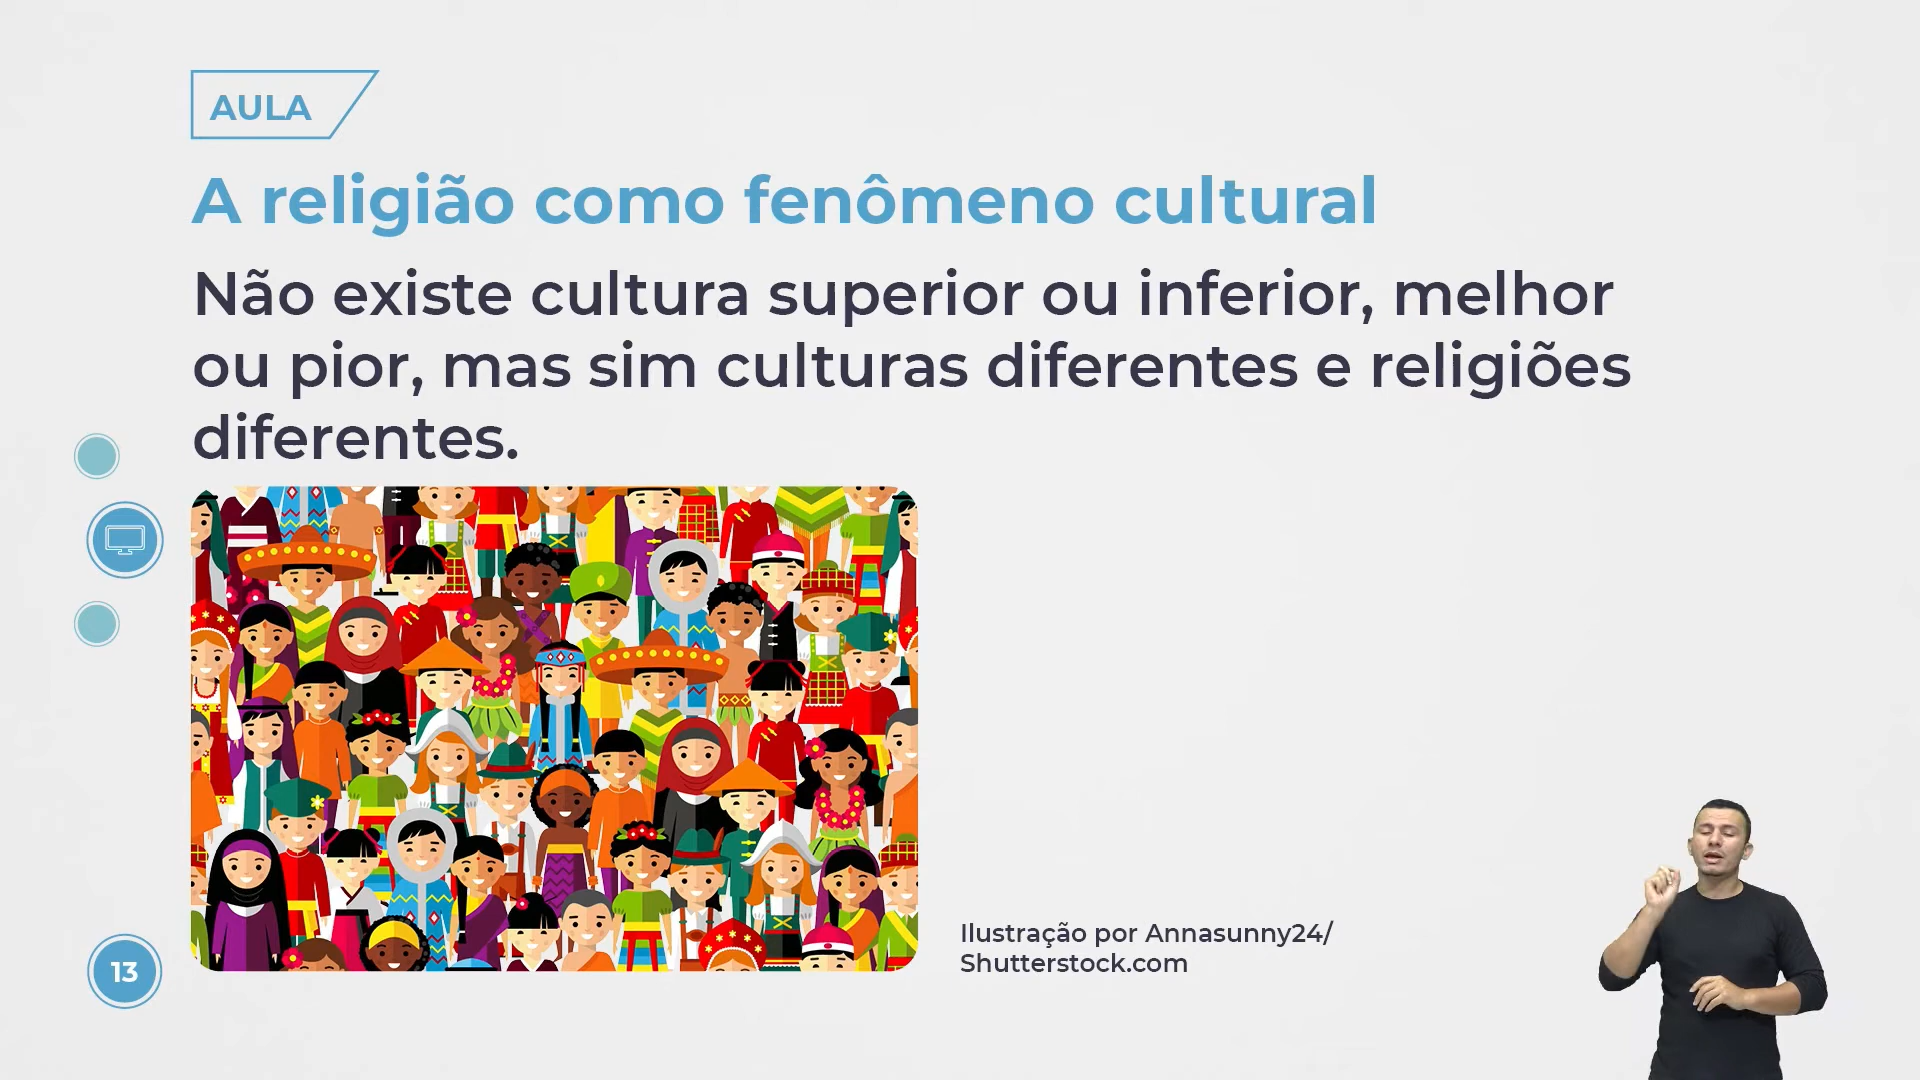 AULA
A religião como fenômeno cultural
Não existe cultura superior ou inferior, melhor
ou pior, mas sim culturas diferentes e religiões
diferentes.
Ilustração por Annasunny24/
Shutterstock.com
13